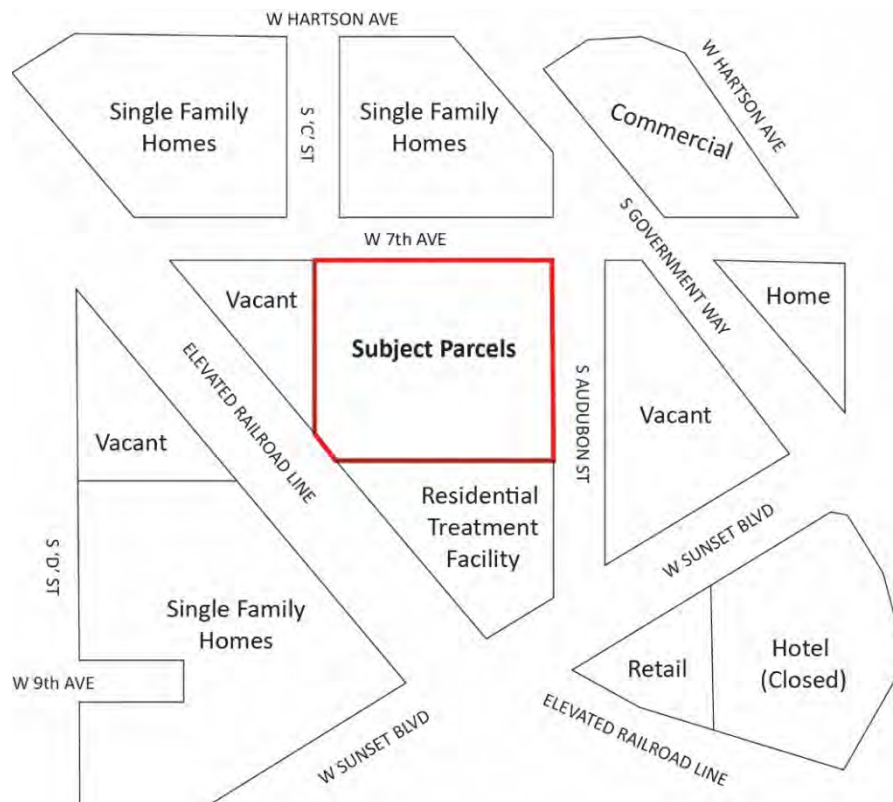 W HARTSON AVE
Single Family
Homes
S 'C' ST
Single Family
Homes
Commercial
W HARTSON AVE
W 7th AVE
S GOVERNMENT WAY
Vacant
Subject Parcels
Home
ELEVATED RAILROAD LINE
S AUDUBON ST
Vacant
Vacant
Residential
Treatment
Facility
W SUNSET BLVD
S 'D' ST
Single Family
Homes
Retail
Hotel
(Closed)
W 9th AVE
W SUNSET BLVD
ELEVATED RAILROAD LINE